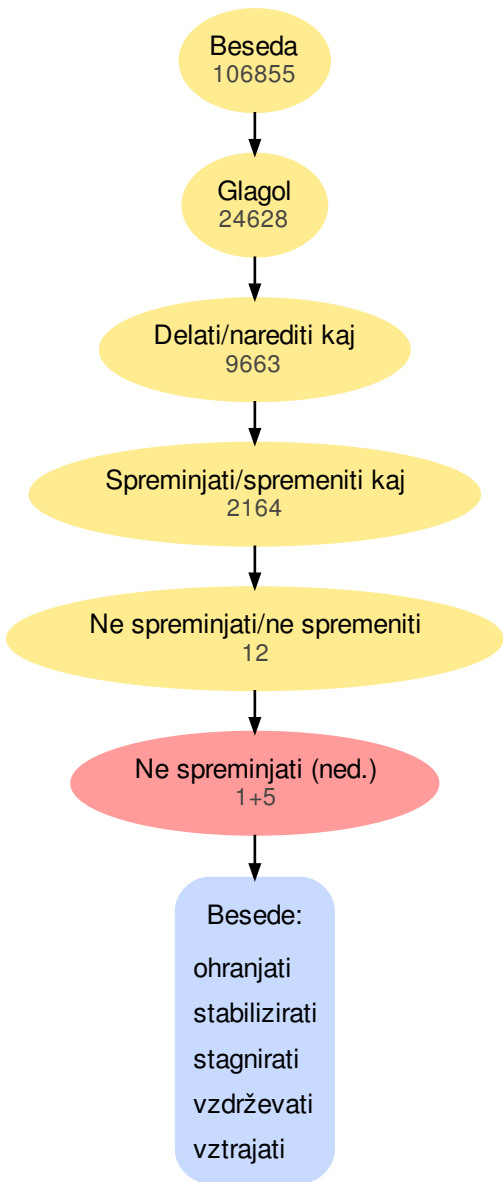 Beseda
106855
Glagol
24628
Delati/narediti kaj
9663
Spreminjati/spremeniti kaj
2164
Ne spreminjati/ne spremeniti
12
Ne spreminjati (ned.)
1+5
Besede:
ohranjati
stabilizirati
stagnirati
vzdrževati
vztrajati